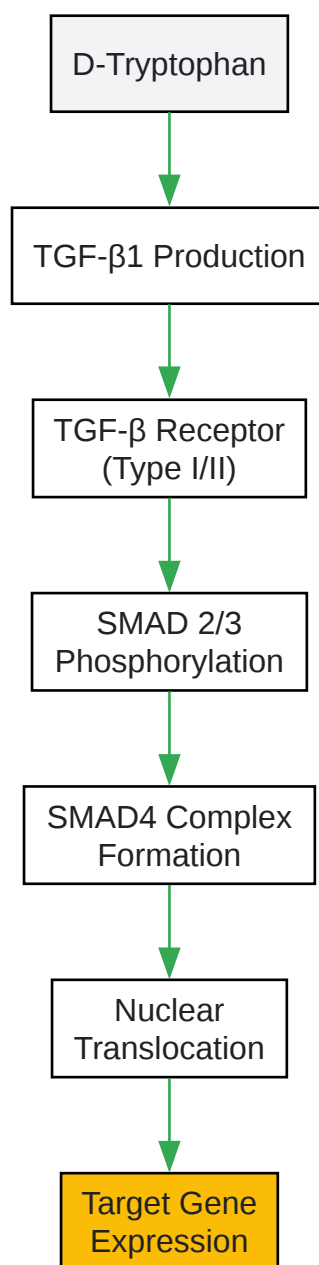 D-Tryptophan
TGF-β1 Production
TGF-β Receptor
(Type I/II)
SMAD 2/3
Phosphorylation
SMAD4 Complex
Formation
Nuclear
Translocation
Target Gene
Expression